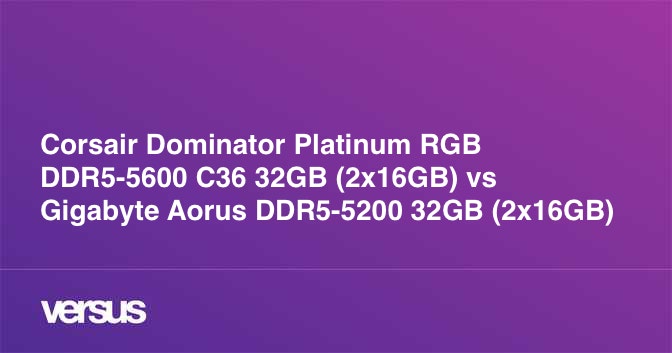 Corsair Dominator Platinum RGB
DDR5-5600 C36 32GB (2x16GB) vs
Gigabyte Aorus DDR5-5200 32GB (2x16GB)
versus